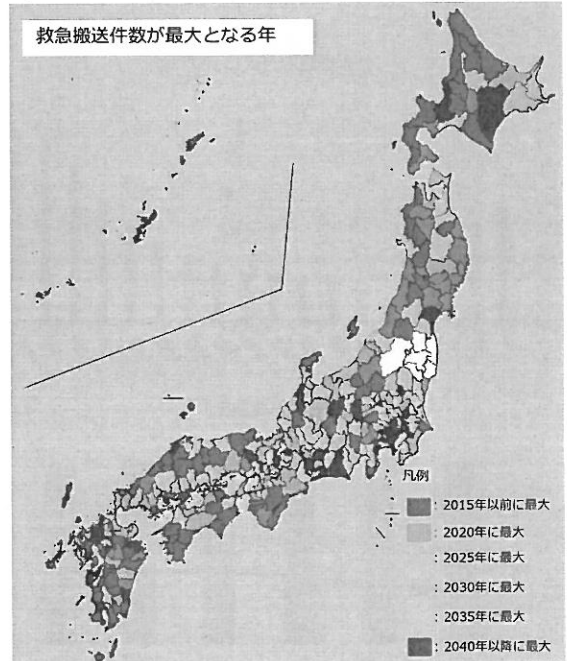 救急搬送件数が最大となる年
凡例
: 2015年以前に最大
: 2020年に最大
: 2025年に最大
: 2030年に最大
: 2035年に最大
: 2040年以降に最大